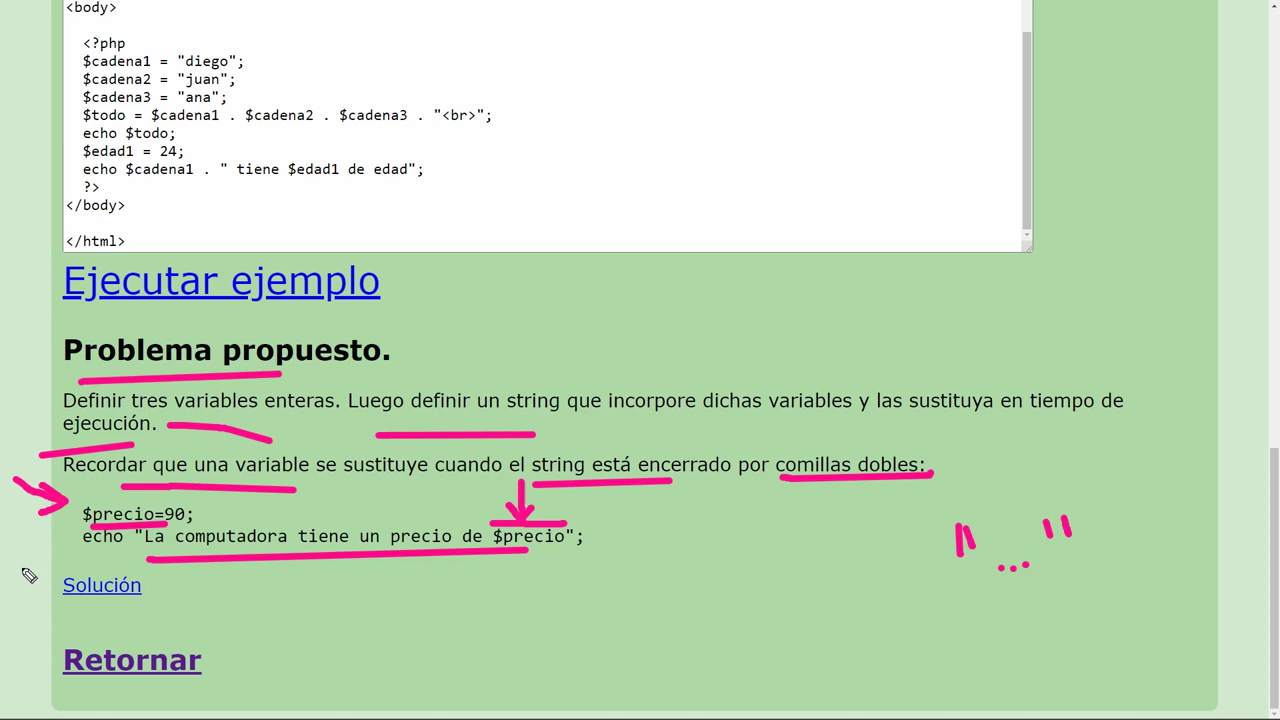 <body>
<?php
$cadena1 = "diego";
$cadena2 = "juan";
$cadena3 = "ana";
$todo = $cadena1 . $cadena2 . $cadena3 . "<br>";
echo $todo;
$edad1 = 24;
echo $cadena1 . " tiene $edad1 de edad";
?>
</body>
</html>
Ejecutar ejemplo
Problema propuesto.
Definir tres variables enteras. Luego definir un string que incorpore dichas variables y las sustituya en tiempo de
ejecución.
Recordar que una variable se sustituye cuando el string está encerrado por comillas dobles:
$precio=90;
echo "La computadora tiene un precio de $precio";
" ... "
Solución
Retornar